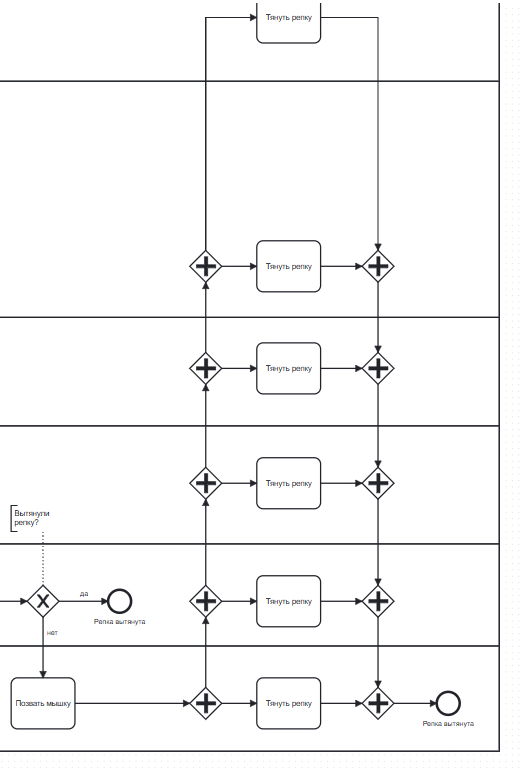 Тянуть репку
Тянуть репку
Тянуть репку
Тянуть репку
Вытянули
репку?
да
Репка вытянута
Тянуть репку
нет
Позвать мышку
Тянуть репку
Репка вытянута